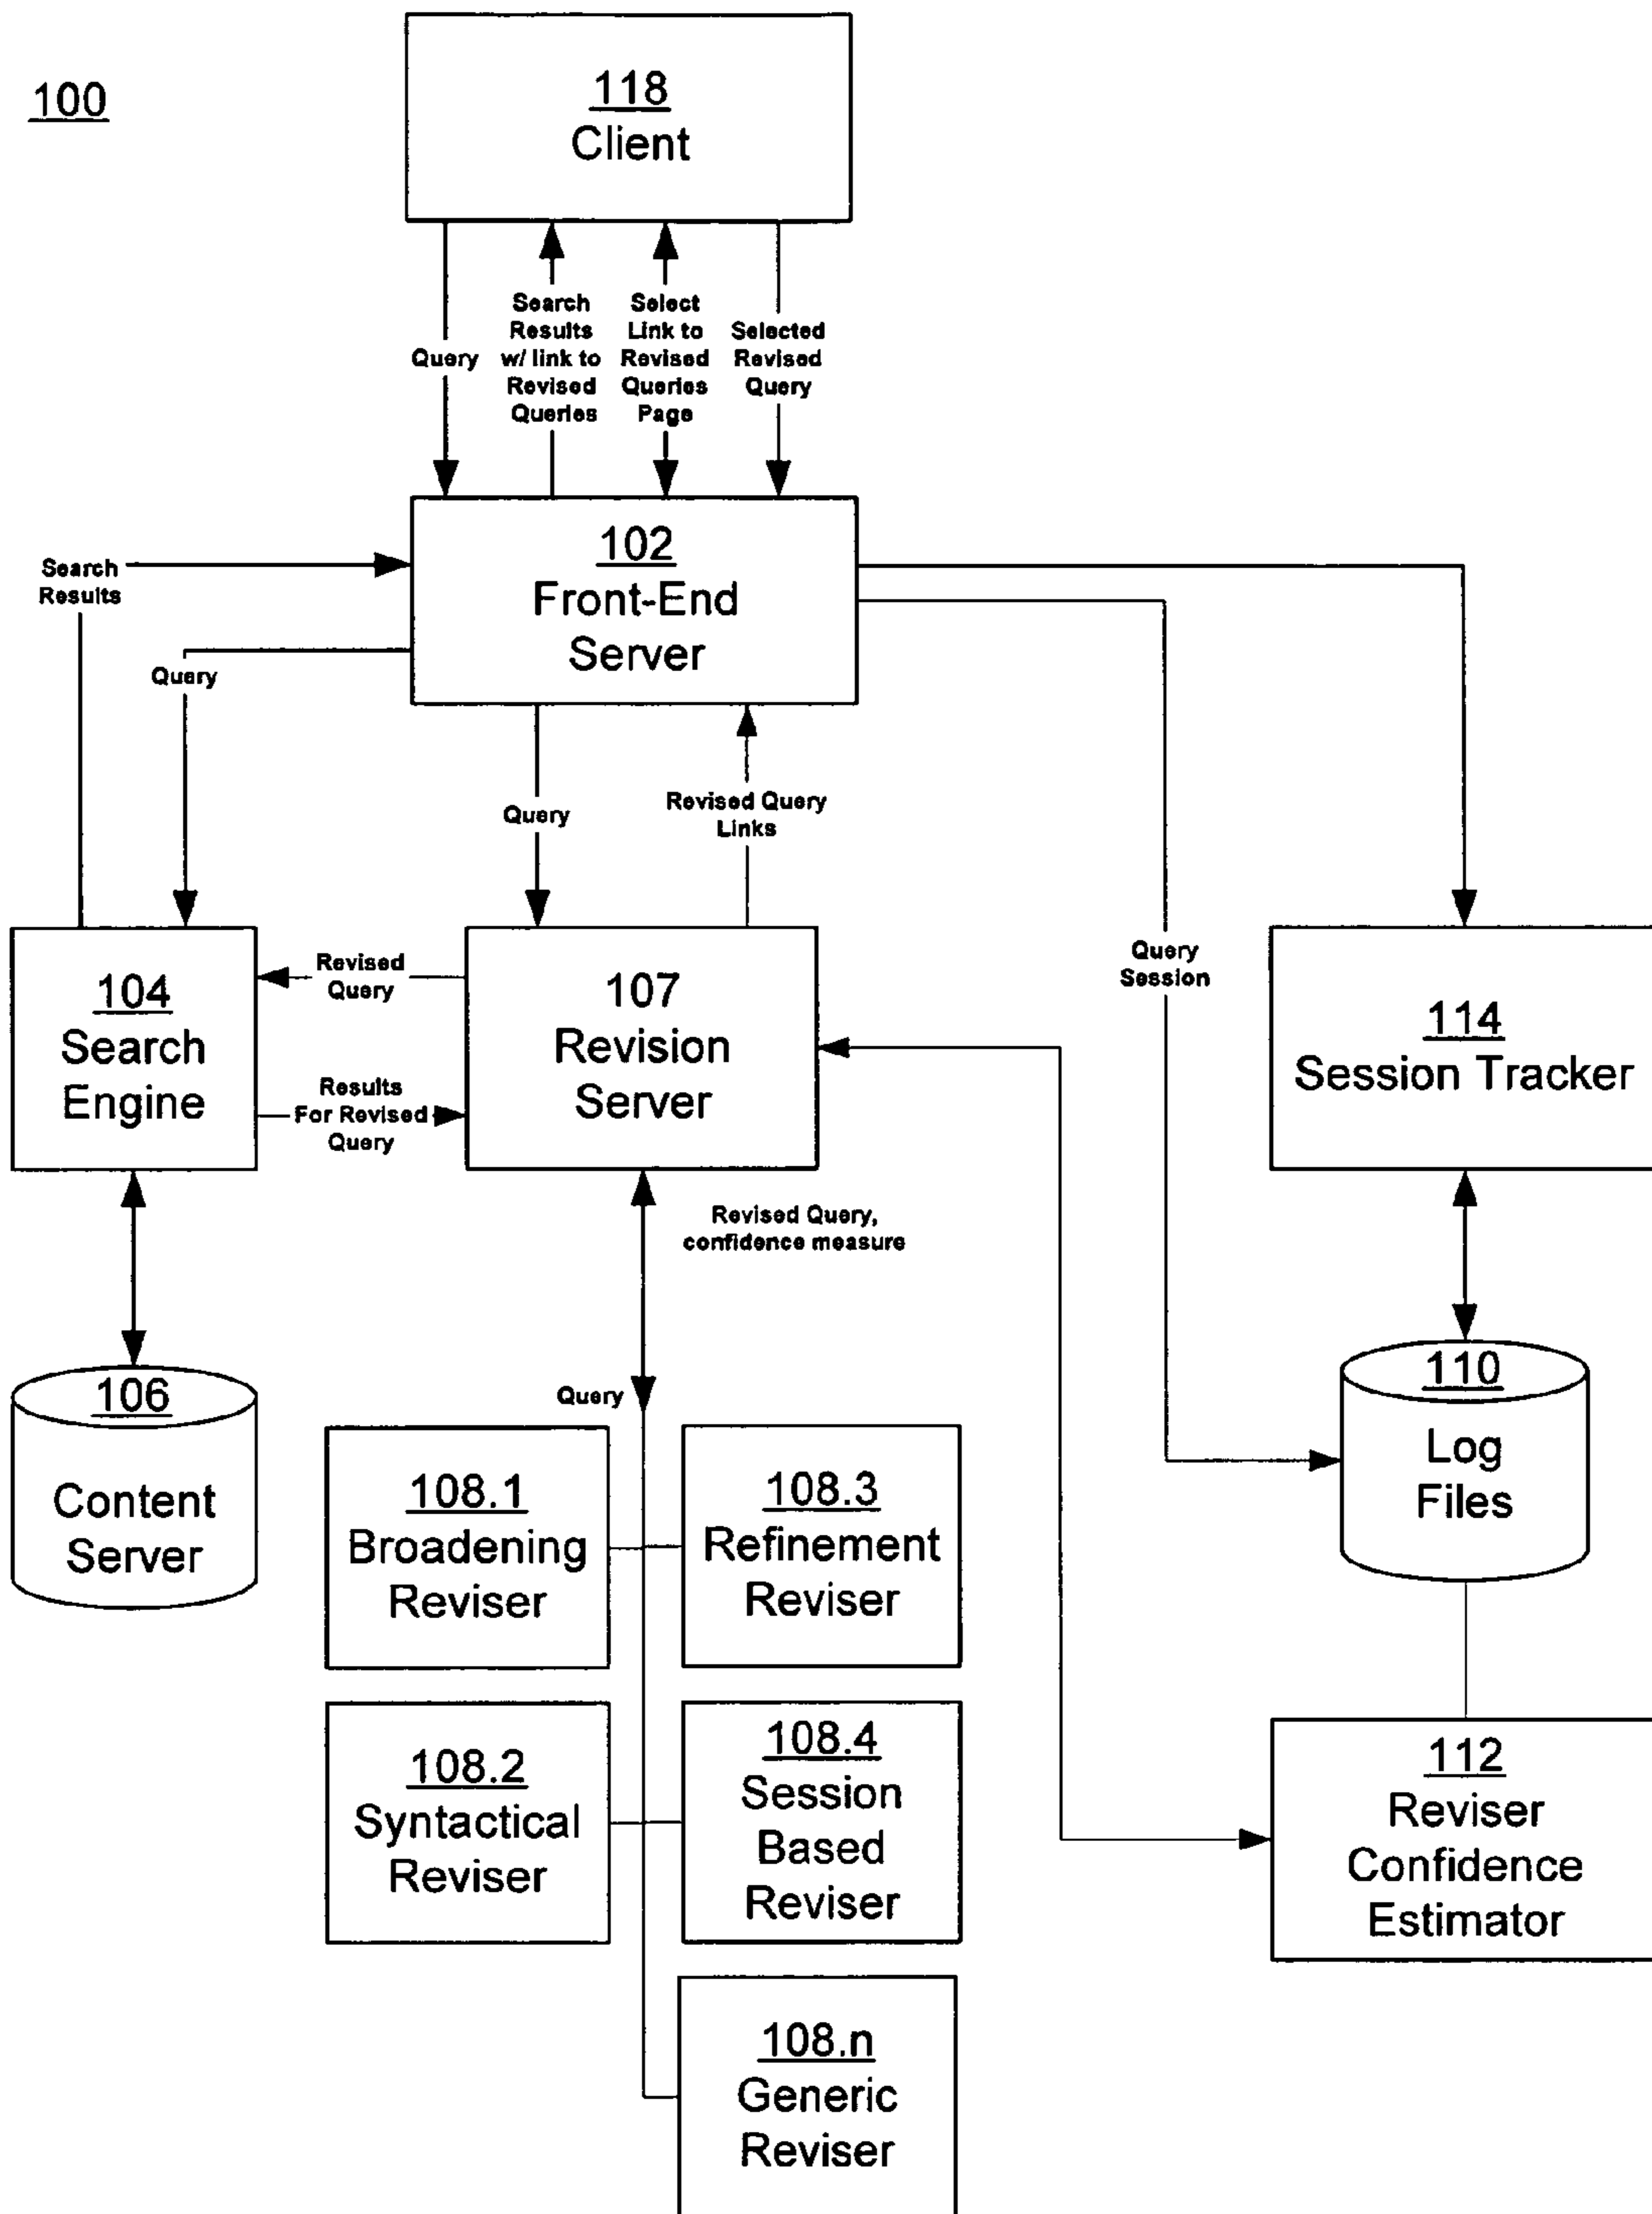 100
118
Client
Query
Search
Results
w/ link to
Revised
Queries
Select
Link to
Revised
Queries
Page
Selected
Revised
Query
102
Front-End
Server
Search
Results
Query
Query
Revised Query
Links
104
Search
Engine
Revised
Query
Results
For Revised
Query
107
Revision
Server
Query
Session
114
Session Tracker
Revised Query,
confidence measure
Query
106
Content
Server
110
Log
Files
108.1
Broadening
Reviser
108.3
Refinement
Reviser
108.2
Syntactical
Reviser
108.4
Session
Based
Reviser
112
Reviser
Confidence
Estimator
108.n
Generic
Reviser